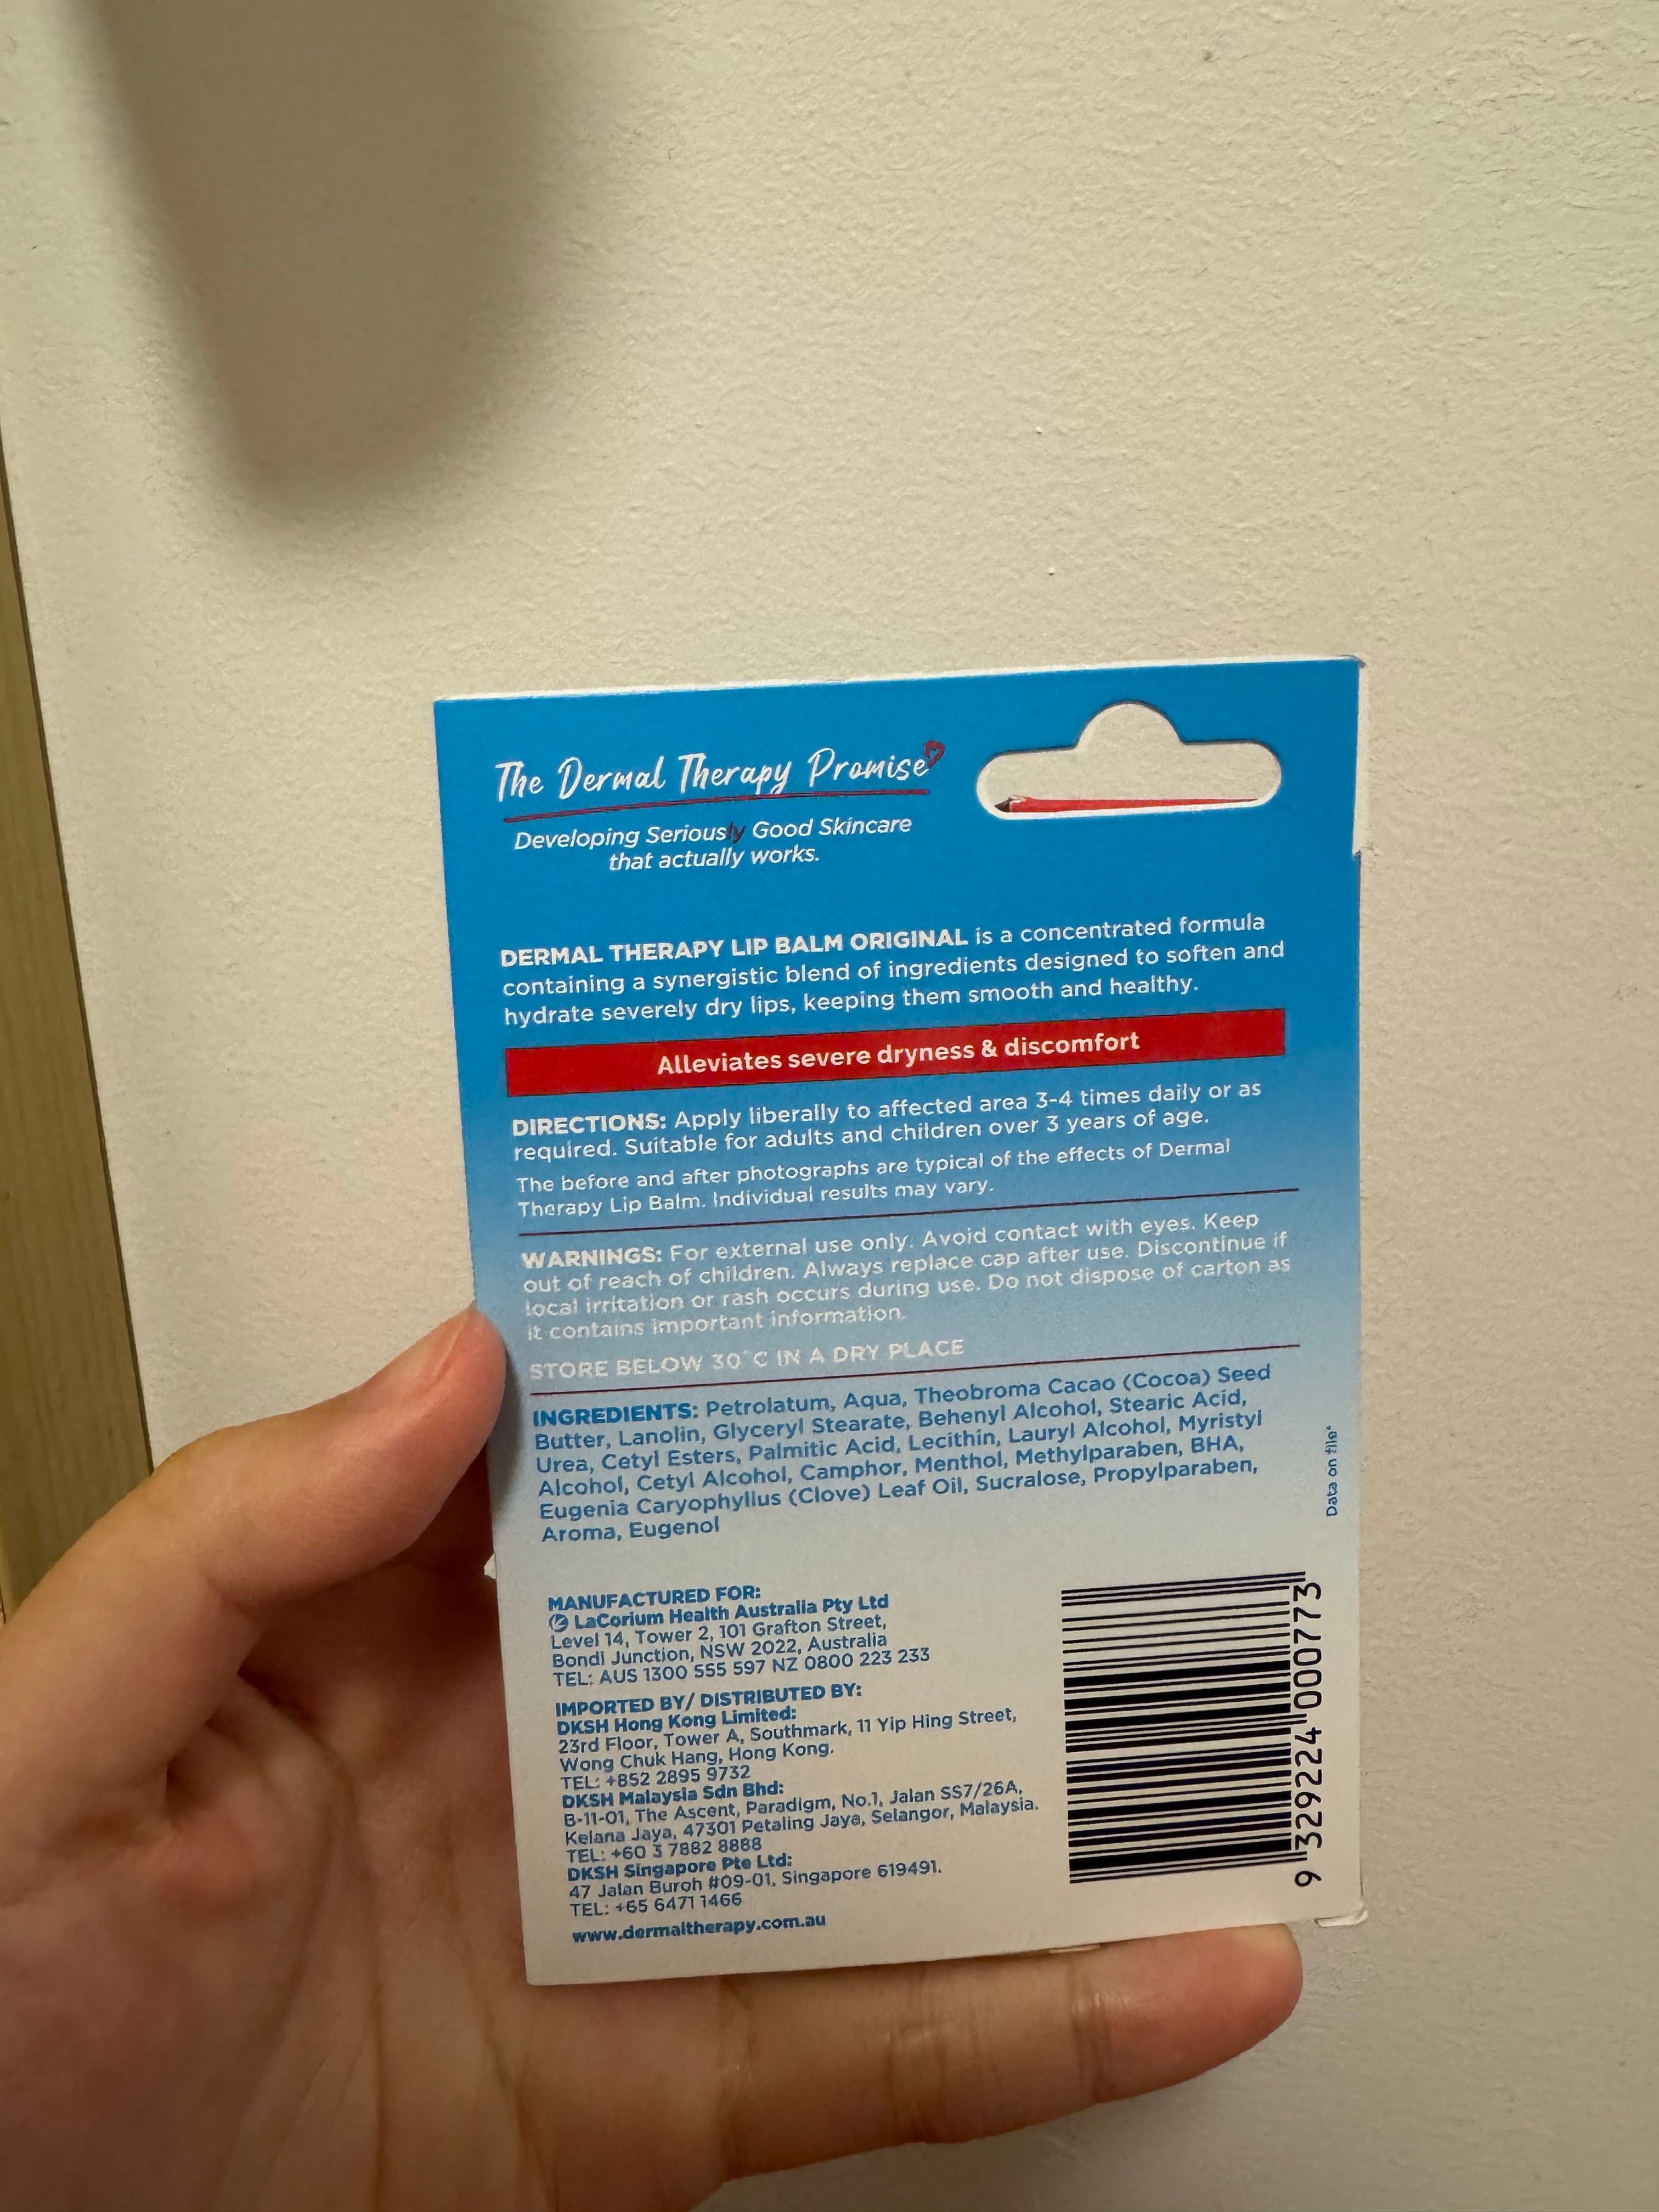 The Dermal Therapy Promise
Developing Seriously Good Skincare
that actually works.
DERMAL THERAPY LIP BALM ORIGINAL is a concentrated formula
containing a synergistic blend of ingredients designed to soften and
hydrate severely dry lips, keeping them smooth and healthy.
Alleviates severe dryness & discomfort
DIRECTIONS: Apply liberally to affected area 3-4 times daily or as
required. Suitable for adults and children over 3 years of age.
The before and after photographs are typical of the effects of Dermal
Therapy Lip Balm. Individual results may vary.
WARNINGS: For external use only. Avoid contact with eyes. Keep
out of reach of children. Always replace cap after use. Discontinue if
local irritation or rash occurs during use. Do not dispose of carton as
it contains important information.
STORE BELOW 30°C IN A DRY PLACE
INGREDIENTS: Petrolatum, Aqua, Theobroma Cacao (Cocoa) Seed
Butter, Lanolin, Glyceryl Stearate, Behenyl Alcohol, Stearic Acid,
Urea, Cetyl Esters, Palmitic Acid, Lecithin, Lauryl Alcohol, Myristyl
Alcohol, Cetyl Alcohol, Camphor, Menthol, Methylparaben, BHA,
Eugenia Caryophyllus (Clove) Leaf Oil, Sucralose, Propylparaben,
Aroma, Eugenol
Data on file*
MANUFACTURED FOR:
LaCorium Health Australia Pty Ltd
Level 14, Tower 2, 101 Grafton Street,
Bondi Junction, NSW 2022, Australia
TEL: AUS 1300 555 597 NZ 0800 223 233
IMPORTED BY/ DISTRIBUTED BY:
DKSH Hong Kong Limited:
23rd Floor, Tower A, Southmark, 11 Yip Hing Street,
Wong Chuk Hang, Hong Kong.
TEL: +852 2895 9732
DKSH Malaysia Sdn Bhd:
B-11-01, The Ascent, Paradigm, No.1, Jalan SS7/26A,
Kelana Jaya, 47301 Petaling Jaya, Selangor, Malaysia.
TEL: +60 3 7882 8888
DKSH Singapore Pte Ltd:
47 Jalan Buroh #09-01, Singapore 619491.
TEL: +65 6471 1466
www.dermaltherapy.com.au
9 329224 000773